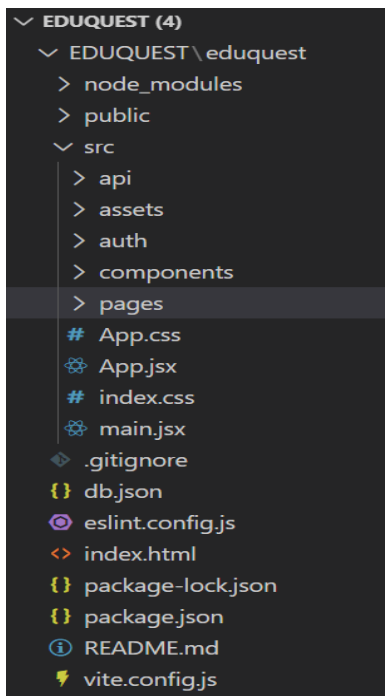 EDUQUEST (4)
EDUQUEST\eduquest
node_modules
public
src
api
assets
auth
components
pages
# App.css
App.jsx
# index.css
main.jsx
.gitignore
{} db.json
eslint.config.js
<> index.html
{} package-lock.json
{} package.json
README.md
vite.config.js